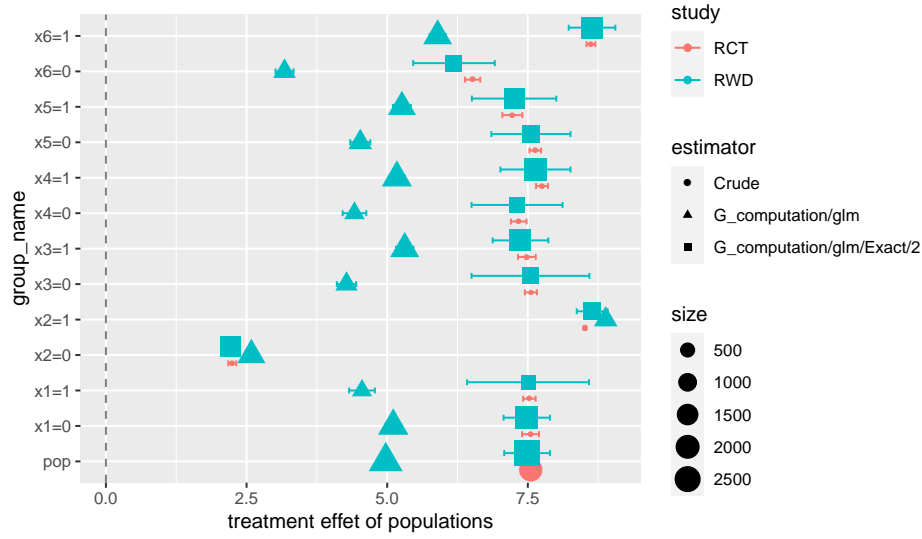 x6=1
x6=0
x5=1
x5=0
x4=1
x4=0
x3=1
x3=0
x2=1
x2=0
x1=1
x1=0
pop
group_name
0.0 2.5 5.0 7.5
treatment effet of populations
study
RCT
RWD
estimator
Crude
G_computation/glm
G_computation/glm/Exact/2
size
500
1000
1500
2000
2500